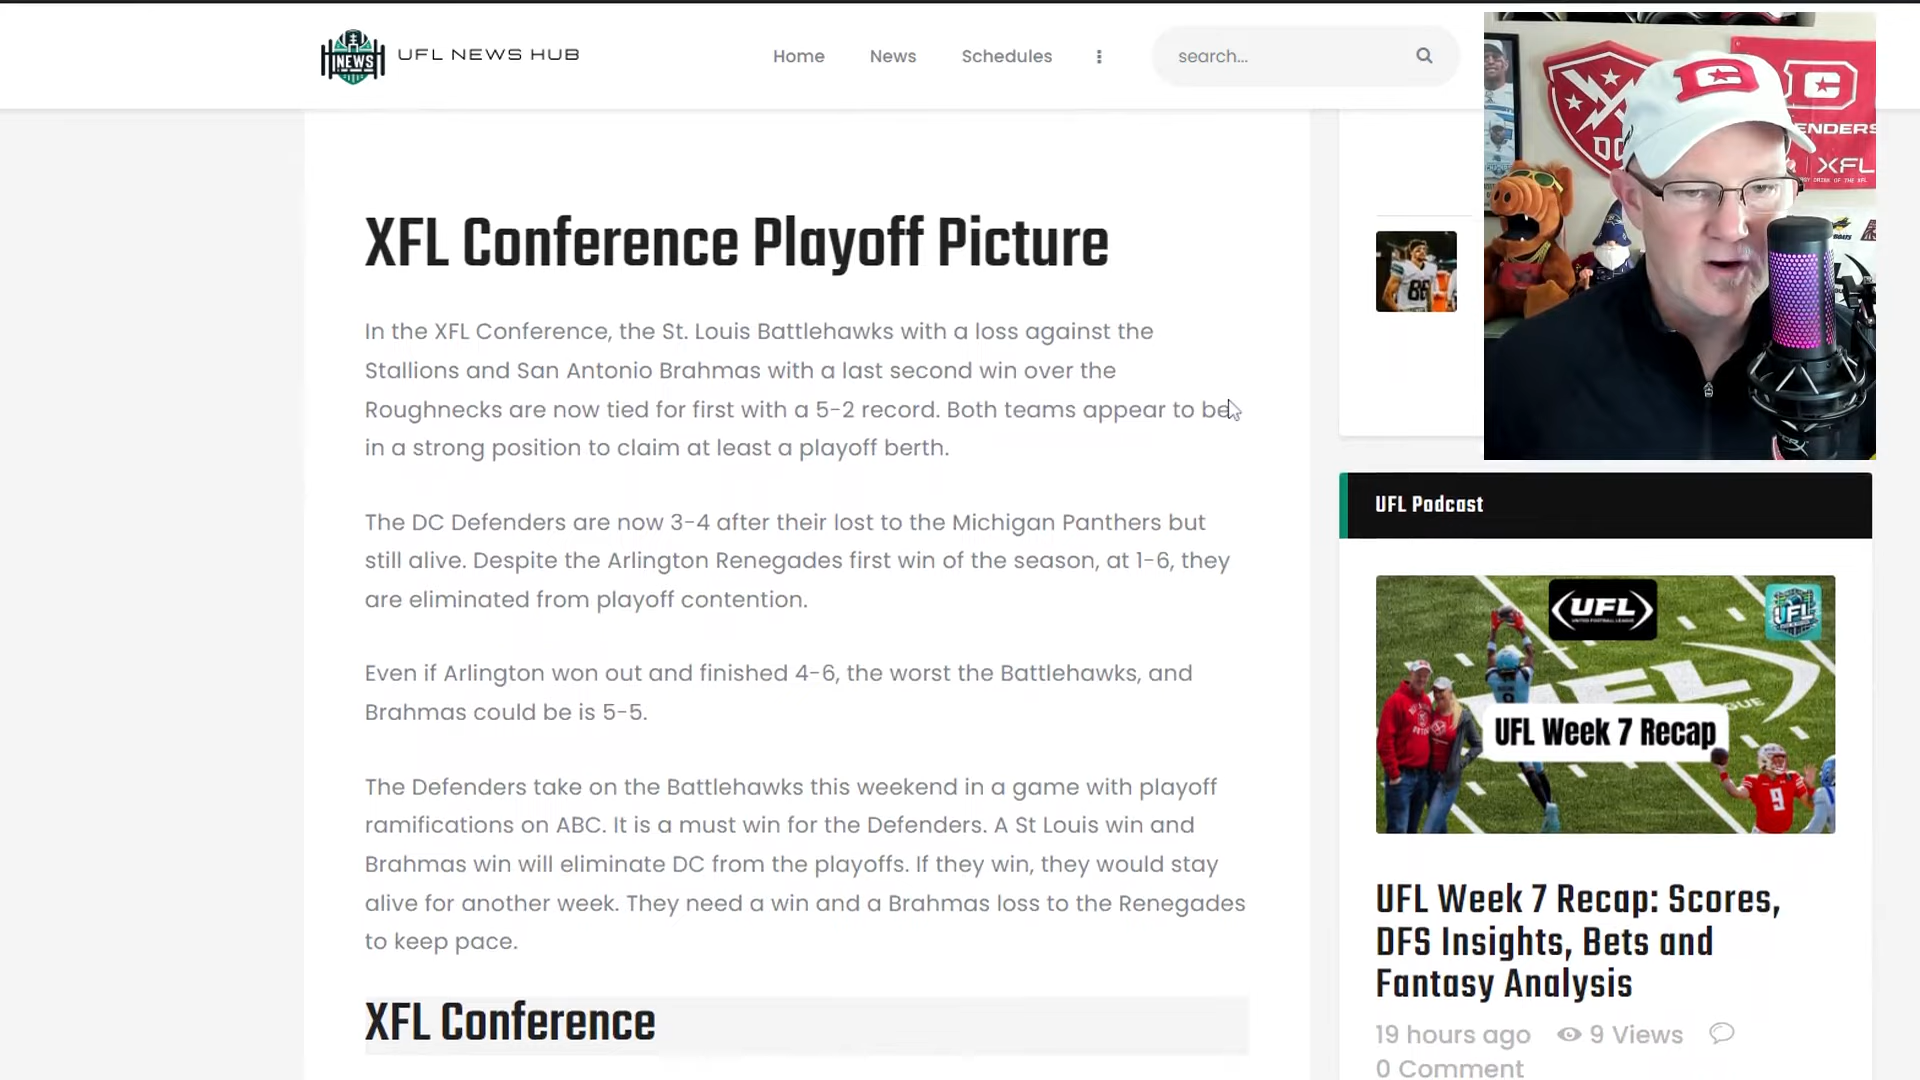 NEWS
UFL NEWS HUB
Home
News
Schedules
search...
XFL Conference Playoff Picture
In the XFL Conference, the St. Louis Battlehawks with a loss against the
Stallions and San Antonio Brahmas with a last second win over the
Roughnecks are now tied for first with a 5-2 record. Both teams appear to be
in a strong position to claim at least a playoff berth.
The DC Defenders are now 3-4 after their lost to the Michigan Panthers but
still alive. Despite the Arlington Renegades first win of the season, at 1-6, they
are eliminated from playoff contention.
Even if Arlington won out and finished 4-6, the worst the Battlehawks, and
Brahmas could be is 5-5.
The Defenders take on the Battlehawks this weekend in a game with playoff
ramifications on ABC. It is a must win for the Defenders. A St Louis win and
Brahmas win will eliminate DC from the playoffs. If they win, they would stay
alive for another week. They need a win and a Brahmas loss to the Renegades
to keep pace.
XFL Conference
DC
ENDERS
XFL
88
UFL Podcast
UFL
UNITED FOOTBALL LEAGUE
UFL
UFL Week 7 Recap
9
UFL Week 7 Recap: Scores,
DFS Insights, Bets and
Fantasy Analysis
19 hours ago
9 Views
0 Comment